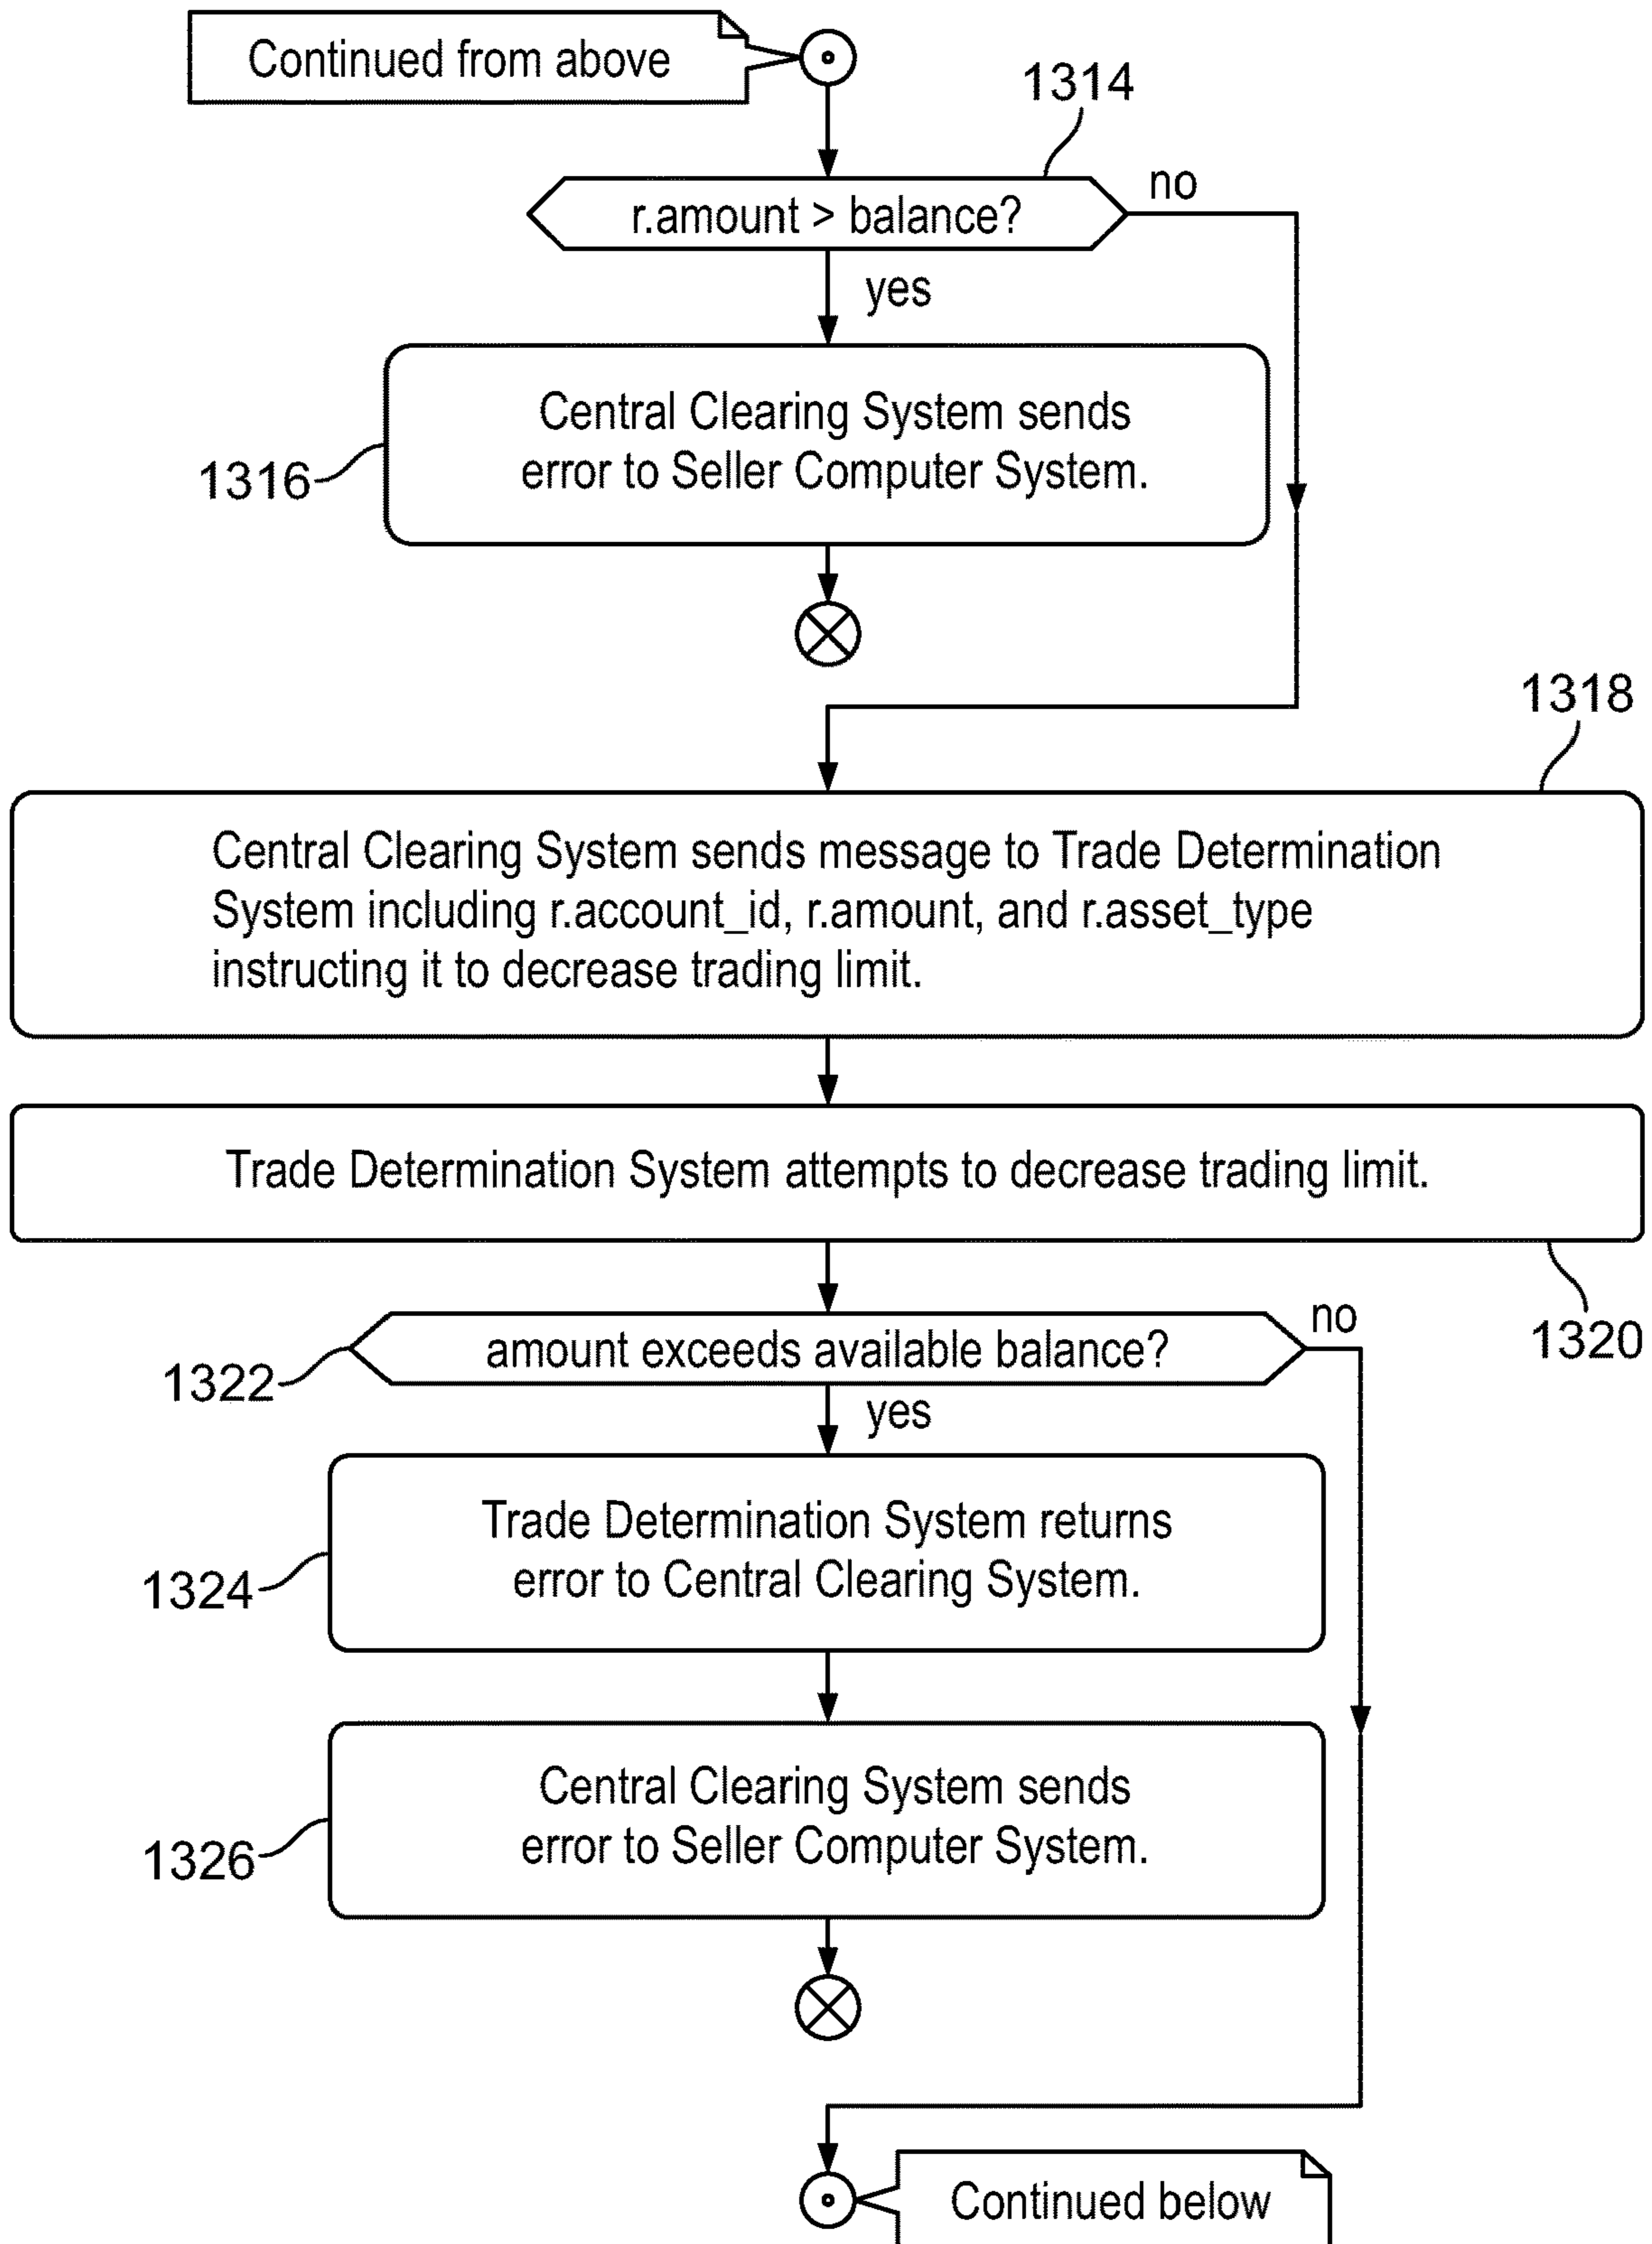 Continued from above
1314
r.amount > balance?
no
yes
Central Clearing System sends
error to Seller Computer System.
1316
1318
Central Clearing System sends message to Trade Determination
System including r.account_id, r.amount, and r.asset_type
instructing it to decrease trading limit.
Trade Determination System attempts to decrease trading limit.
1320
amount exceeds available balance?
no
1322
yes
Trade Determination System returns
error to Central Clearing System.
1324
Central Clearing System sends
error to Seller Computer System.
1326
Continued below